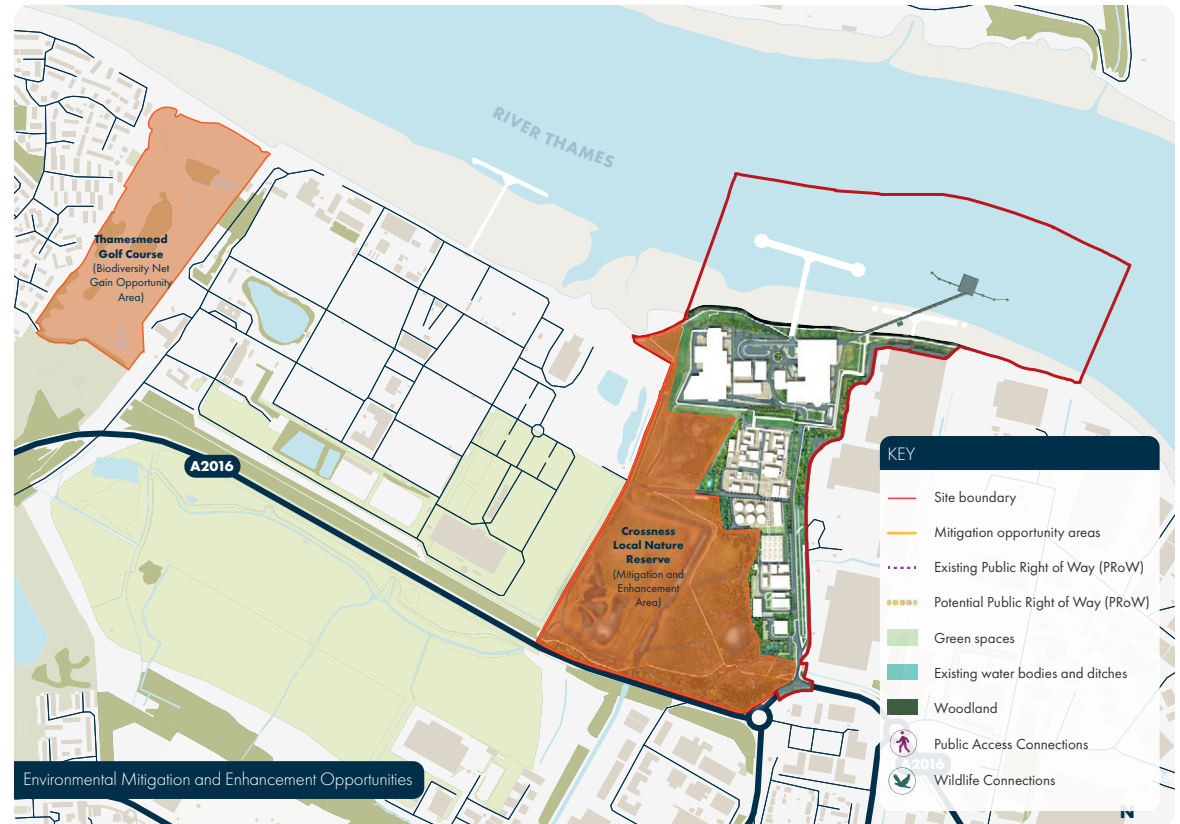 RIVER THAMES
Thamesmead
Golf Course
(Biodiversity Net
Gain Opportunity
Area)
A2016
Crossness
Local Nature
Reserve
(Mitigation and
Enhancement
Area)
KEY
Site boundary
Mitigation opportunity areas
Existing Public Right of Way (PRoW)
Potential Public Right of Way (PRoW)
Green spaces
Existing water bodies and ditches
Woodland
Public Access Connections
A2016
Wildlife Connections
Environmental Mitigation and Enhancement Opportunities
N